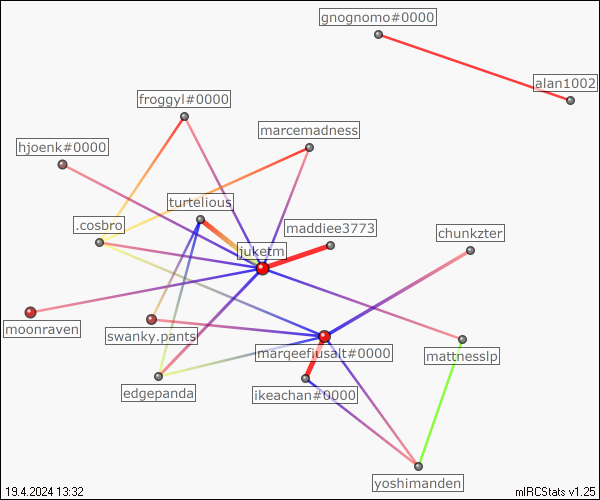 gnognomo#0000
alan1002
froggyl#0000
marcemadness
hjoenk#0000
turtelious
.cosbro
maddiee3773
chunkzter
juketm
moonraven
swanky.pants
marqeefiusalt#0000
mattnesslp
edgepanda
ikeachan#0000
yoshimanden
19.4.2024 13:32
mIRCStats v1.25